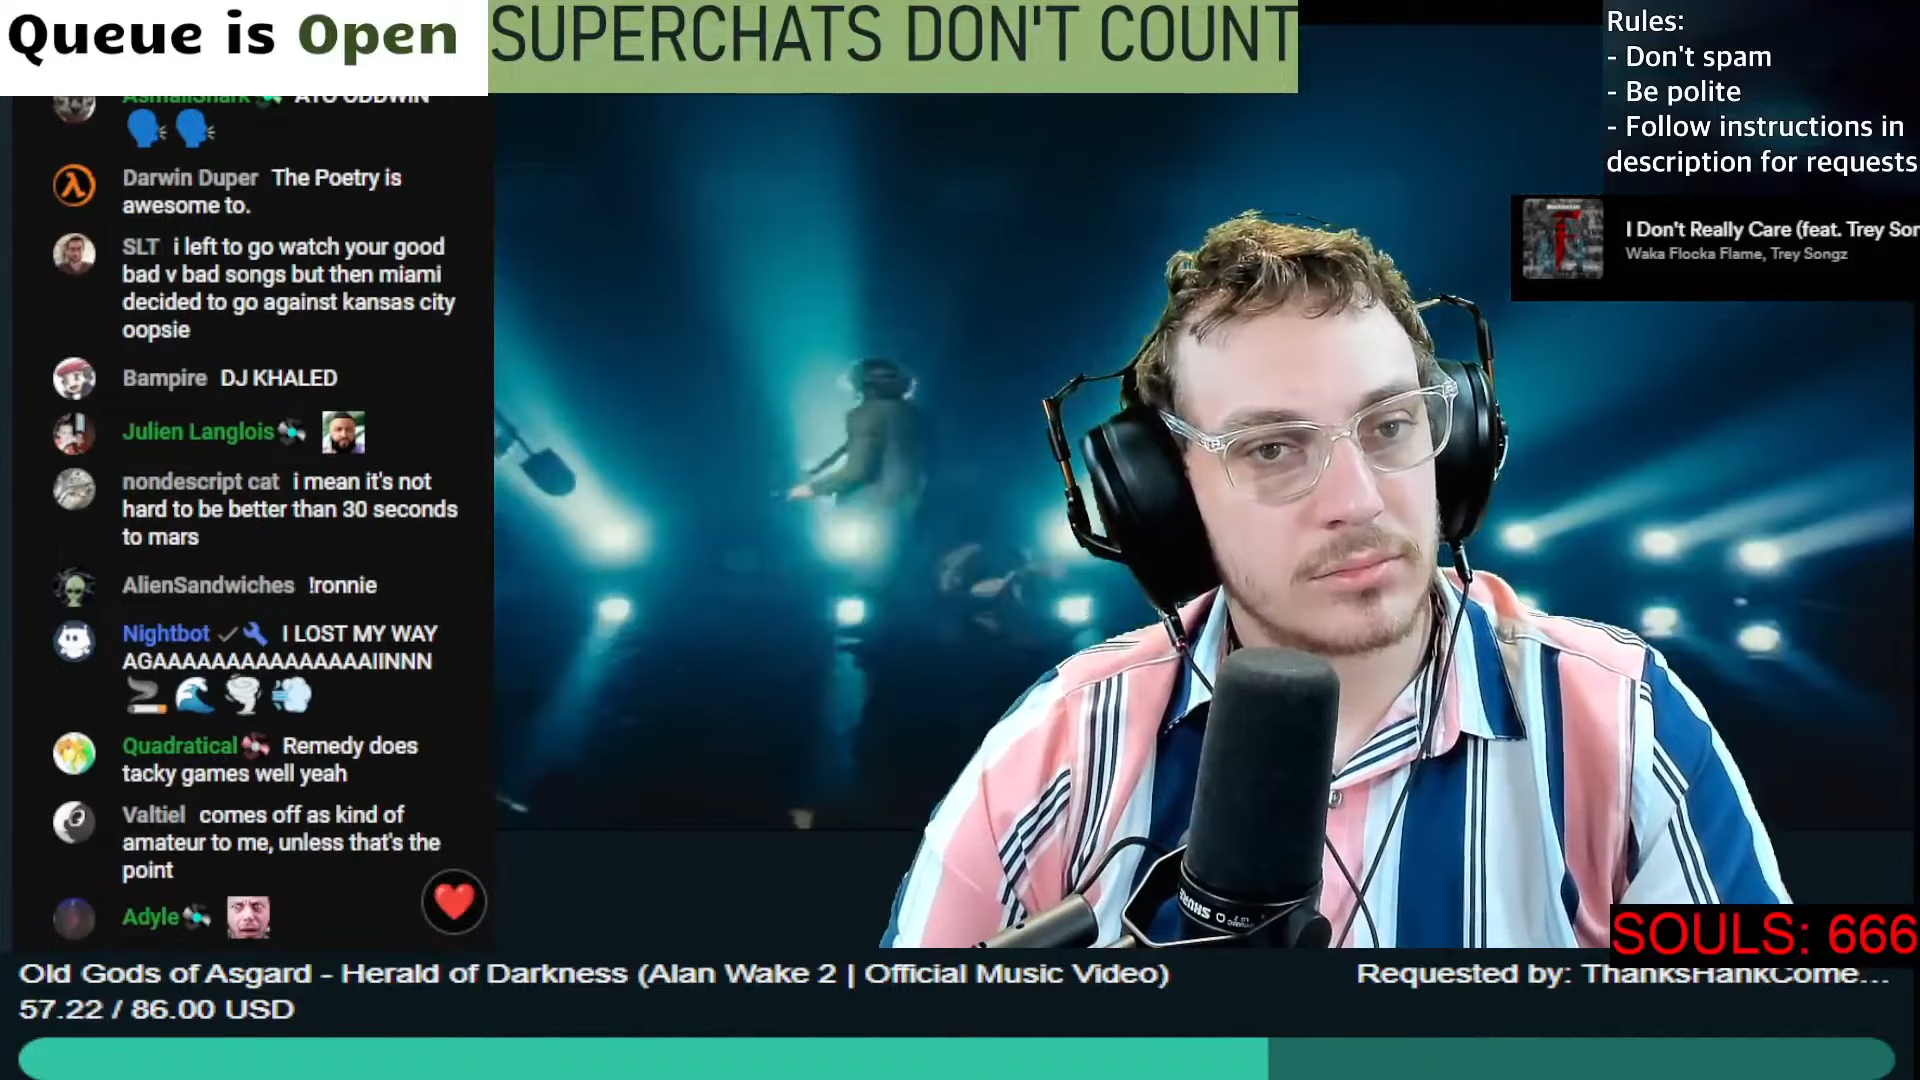 Queue is Open
SUPERCHATS DON'T COUNT
Rules:
- Don't spam
- Be polite
- Follow instructions in
description for requests
I Don't Really Care (feat. Trey Son
Waka Flocka Flame, Trey Songz
AsmallShark AYO ODDWIN
Darwin Duper The Poetry is
awesome to.
SLT i left to go watch your good
bad v bad songs but then miami
decided to go against kansas city
oopsie
Bampire DJ KHALED
Julien Langlois
nondescript cat i mean it's not
hard to be better than 30 seconds
to mars
AlienSandwiches !ronnie
Nightbot I LOST MY WAY
AGAAAAAAAAAAAAAAAIINNN
Quadratical Remedy does
tacky games well yeah
Valtiel comes off as kind of
amateur to me, unless that's the
point
Adyle
SHURE
SOULS: 666
Old Gods of Asgard - Herald of Darkness (Alan Wake 2 | Official Music Video)
Requested by: ThanksHankCome...
57.22 / 86.00 USD